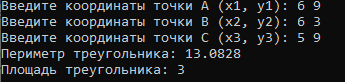 Введите координаты точки A (x1, y1): 6 9
Введите координаты точки B (x2, y2): 6 3
Введите координаты точки C (x3, y3): 5 9
Периметр треугольника: 13.0828
Площадь треугольника: 3